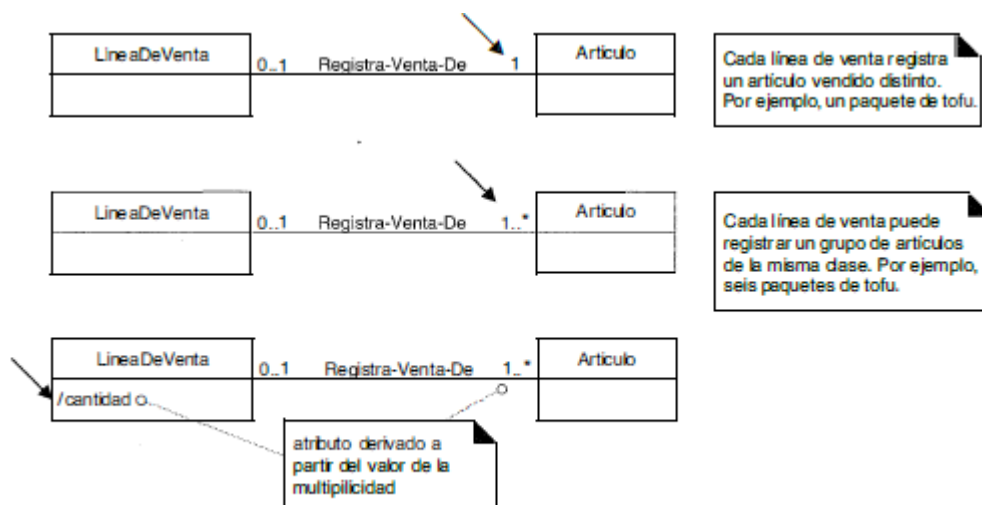 LineaDeVenta
0..1 Registra-Venta-De 1
Artículo
Cada línea de venta registra
un artículo vendido distinto.
Por ejemplo, un paquete de tofu.
LineaDeVenta
0..1 Registra-Venta-De 1..*
Artículo
Cada línea de venta puede
registrar un grupo de artículos
de la misma clase. Por ejemplo,
seis paquetes de tofu.
LineaDeVenta
0..1 Registra-Venta-De 1..*
Artículo
/cantidad
atributo derivado a
partir del valor de la
multipilicidad